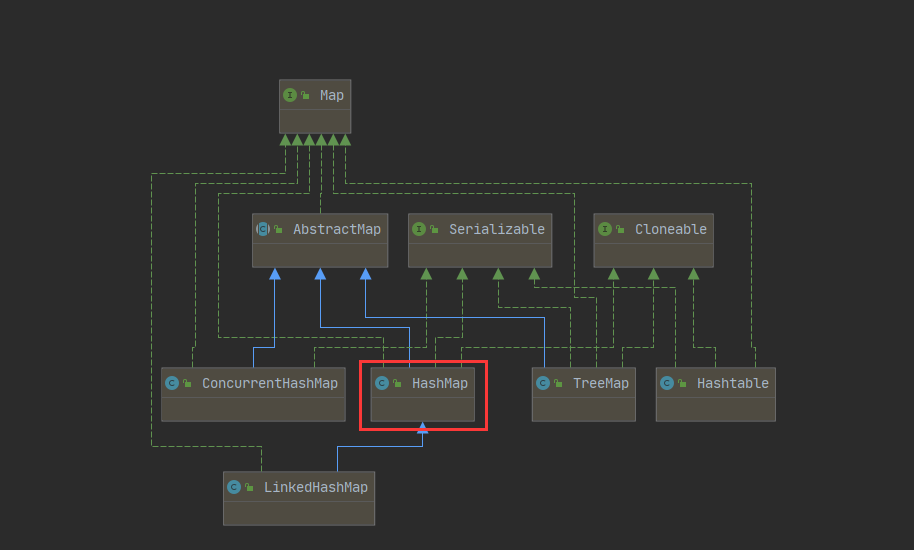 I Map
C AbstractMap
I Serializable
I Cloneable
C ConcurrentHashMap
C HashMap
C TreeMap
C Hashtable
C LinkedHashMap